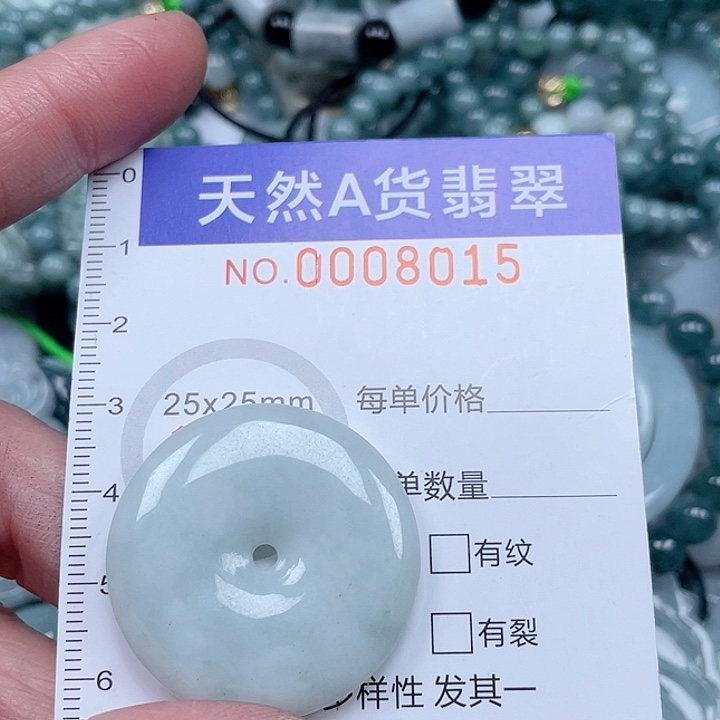 天然A货翡翠
NO.0008015
0
1
2
3
4
5
6
25x25mm
每单价格
单数量
有纹
有裂
样性 发其一